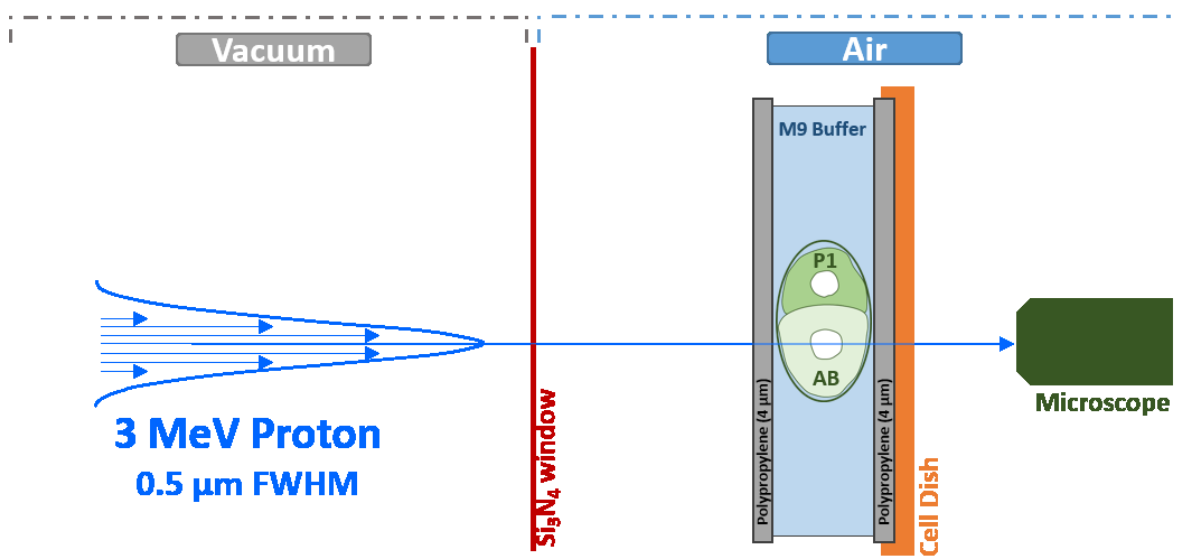 Vacuum
Air
M9 Buffer
P1
AB
3 MeV Proton
0.5 µm FWHM
Si₃N₄ window
Polypropylene (4 µm)
Polypropylene (4 µm)
Cell Dish
Microscope